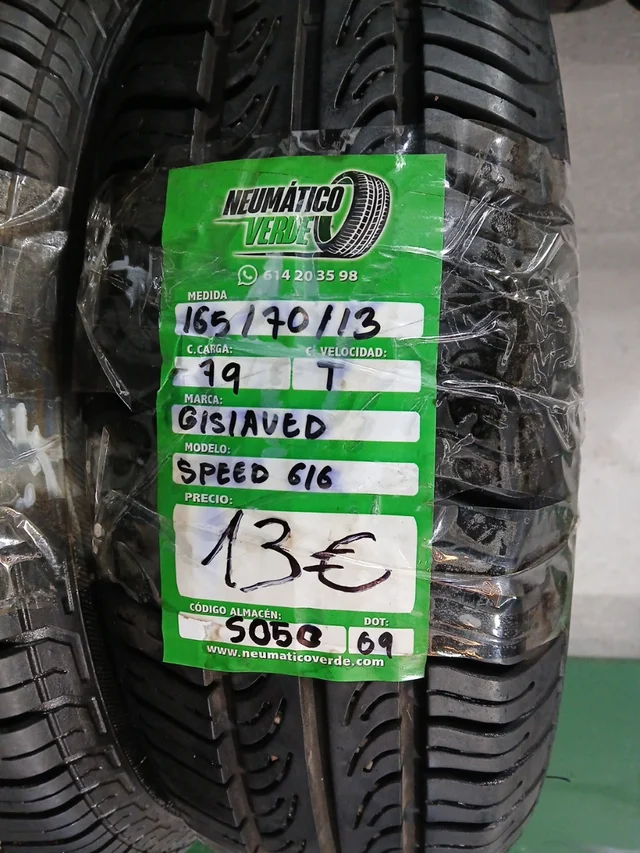 NEUMÁTICO
VERDE
614 20 35 98
MEDIDA
165/70/13
C.CARGA: C. VELOCIDAD:
79 T
MARCA:
GISLAVED
MODELO:
SPEED 616
PRECIO:
13€
CÓDIGO ALMACÉN: DOT:
S050 09
www.neumaticoverde.com